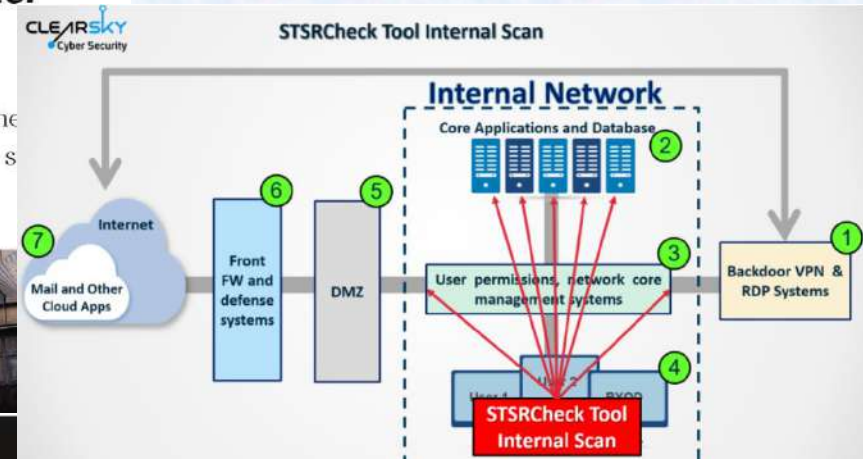 CLEARSKY
Cyber Security
STSRCheck Tool Internal Scan
Internal Network
Core Applications and Database
2
6
5
7
Internet
3
1
Mail and Other
Cloud Apps
Front
FW and
defense
systems
DMZ
User permissions, network core
management systems
Backdoor VPN &
RDP Systems
4
User 2
User 1
BYOD
STSRCheck Tool
Internal Scan